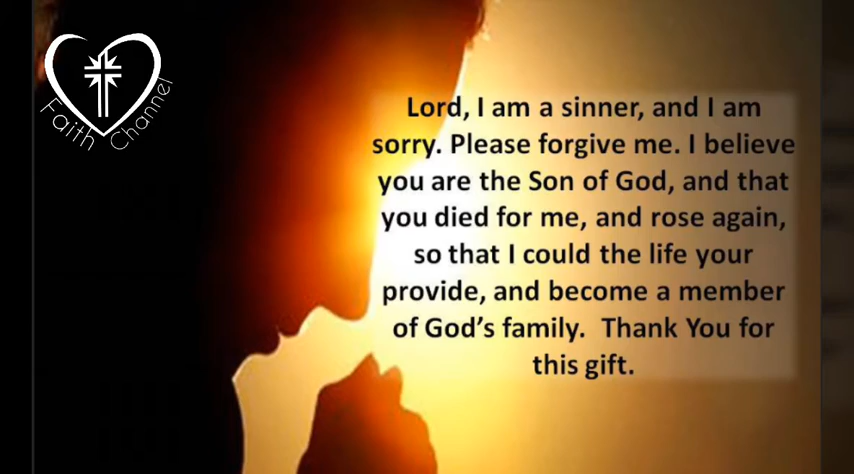 Faith Channel
Lord, I am a sinner, and I am
sorry. Please forgive me. I believe
you are the Son of God, and that
you died for me, and rose again,
so that I could the life your
provide, and become a member
of God's family.  Thank You for
this gift.